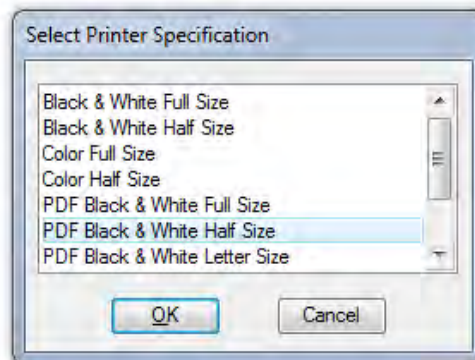 Select Printer Specification
Black & White Full Size
Black & White Half Size
Color Full Size
Color Half Size
PDF Black & White Full Size
PDF Black & White Half Size
PDF Black & White Letter Size
OK
Cancel